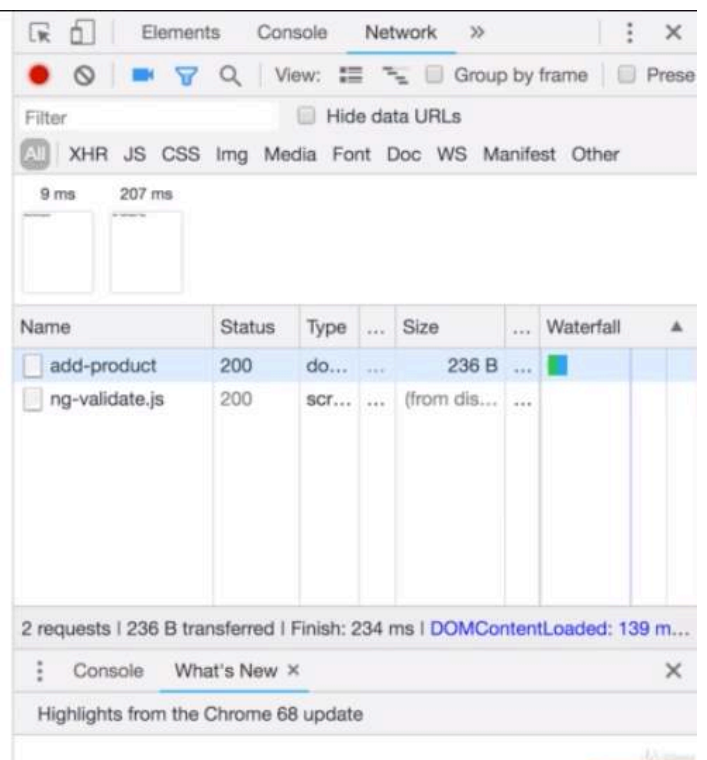 Elements Console Network »
View: Group by frame Prese
Filter Hide data URLs
All XHR JS CSS Img Media Font Doc WS Manifest Other
9 ms 207 ms
Name Status Type ... Size ... Waterfall ▲
add-product 200 do... ... 236 B ...
ng-validate.js 200 scr... ... (from dis... ...
2 requests | 236 B transferred | Finish: 234 ms | DOMContentLoaded: 139 m...
Console What's New ×
Highlights from the Chrome 68 update